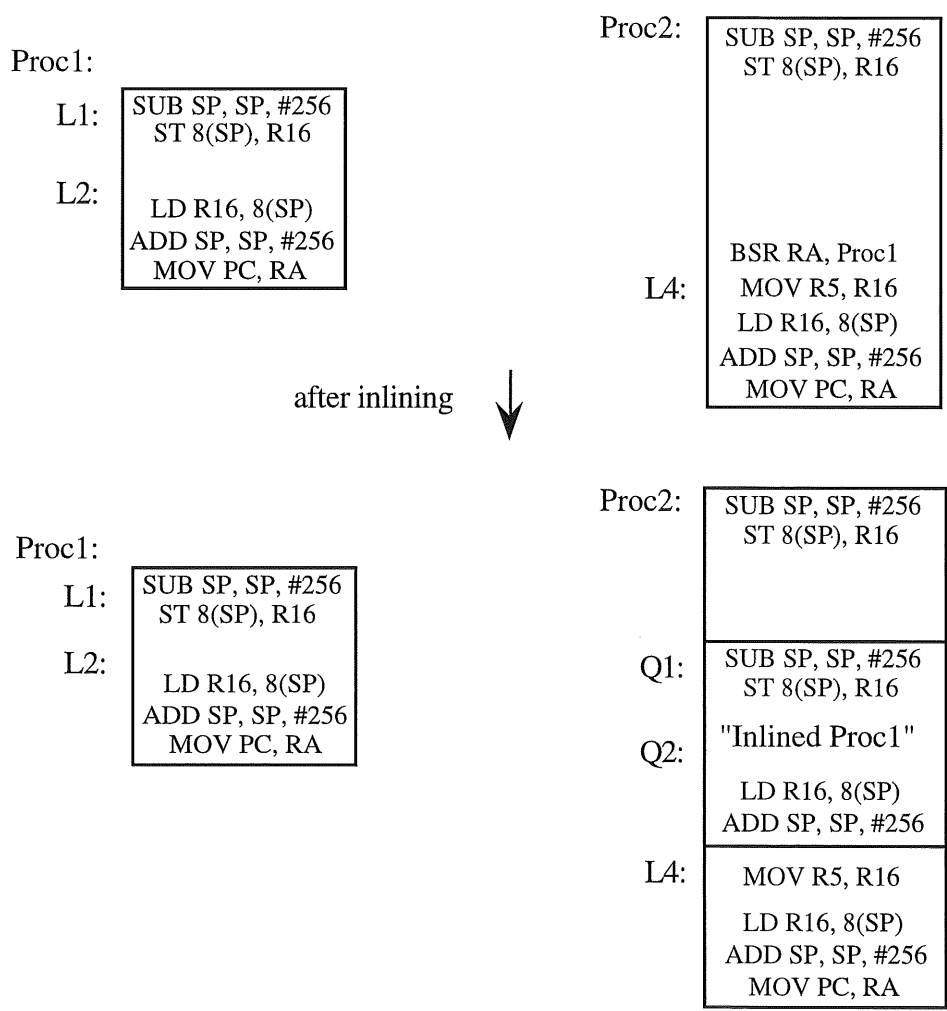 Proc1:
L1:
SUB SP, SP, #256
ST 8(SP), R16
L2:
LD R16, 8(SP)
ADD SP, SP, #256
MOV PC, RA
Proc2:
SUB SP, SP, #256
ST 8(SP), R16
BSR RA, Proc1
L4:
MOV R5, R16
LD R16, 8(SP)
ADD SP, SP, #256
MOV PC, RA
after inlining
Proc1:
L1:
SUB SP, SP, #256
ST 8(SP), R16
L2:
LD R16, 8(SP)
ADD SP, SP, #256
MOV PC, RA
Proc2:
SUB SP, SP, #256
ST 8(SP), R16
Q1:
SUB SP, SP, #256
ST 8(SP), R16
"Inlined Proc1"
Q2:
LD R16, 8(SP)
ADD SP, SP, #256
L4:
MOV R5, R16
LD R16, 8(SP)
ADD SP, SP, #256
MOV PC, RA